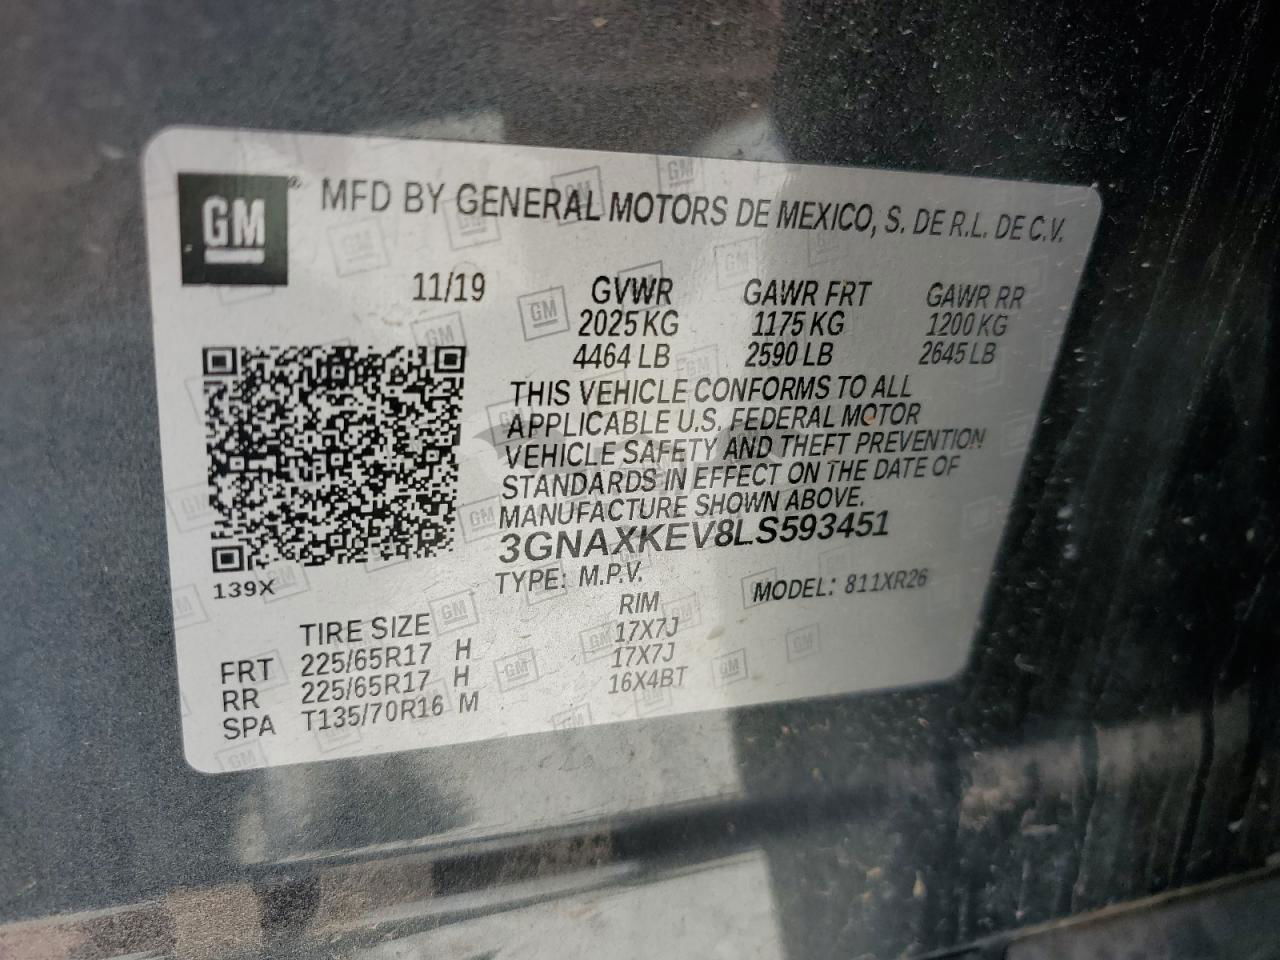 GM® MFD BY GENERAL MOTORS DE MEXICO, S. DE R.L. DE C.V.
11/19 GVWR GAWR FRT GAWR RR
2025 KG 1175 KG 1200 KG
4464 LB 2590 LB 2645 LB
THIS VEHICLE CONFORMS TO ALL
APPLICABLE U.S. FEDERAL MOTOR
VEHICLE SAFETY AND THEFT PREVENTION
STANDARDS IN EFFECT ON THE DATE OF
MANUFACTURE SHOWN ABOVE.
3GNAXKEV8LS593451
139X
TYPE: M.P.V. MODEL: 811XR26
TIRE SIZE RIM
FRT 225/65R17 H 17X7J
RR 225/65R17 H 17X7J
SPA T135/70R16 M 16X4BT